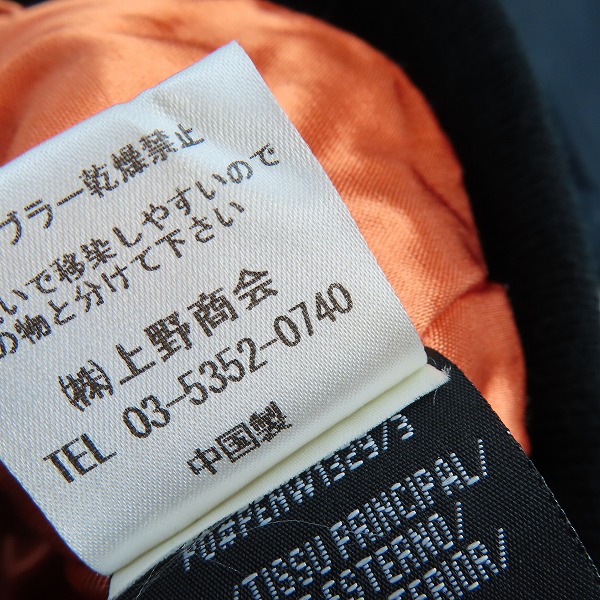 ブラー乾燥禁止
いで移染しやすいので
の物と分けて下さい
㈱上野商会
TEL 03-5352-0740
中国製
/TISSU PRINCIPAL/
ESTERNO/
ERIOR/